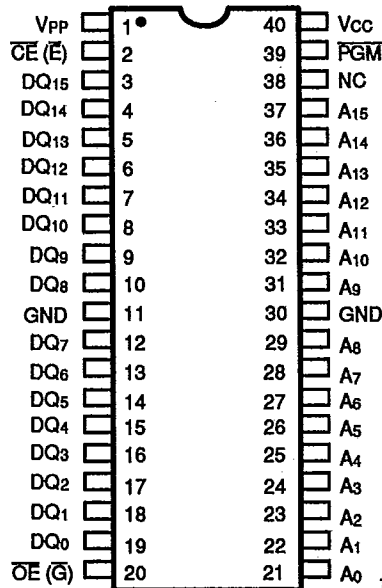 VPP 1 40 VCC
C̅E̅ (E̅) 2 39 P̅G̅M̅
DQ15 3 38 NC
DQ14 4 37 A15
DQ13 5 36 A14
DQ12 6 35 A13
DQ11 7 34 A12
DQ10 8 33 A11
DQ9 9 32 A10
DQ8 10 31 A9
GND 11 30 GND
DQ7 12 29 A8
DQ6 13 28 A7
DQ5 14 27 A6
DQ4 15 26 A5
DQ3 16 25 A4
DQ2 17 24 A3
DQ1 18 23 A2
DQ0 19 22 A1
O̅E̅ (G̅) 20 21 A0